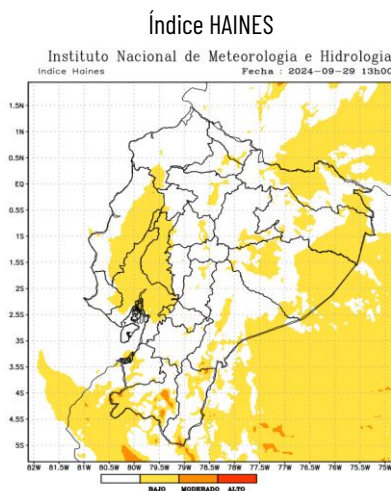 Índice HAINES
Instituto Nacional de Meteorologia e Hidrologia
Indice Haines Fecha : 2024-09-29 13h00
1.5N
1N
0.5N
EQ
0.5S
1S
1.5S
2S
2.5S
3S
3.5S
4S
4.5S
5S
82W 81.5W 81W 80.5W 80W 79.5W 79W 78.5W 78W 77.5W 77W 76.5W 76W 75.5W 75W
BAJO MODERADO ALTO